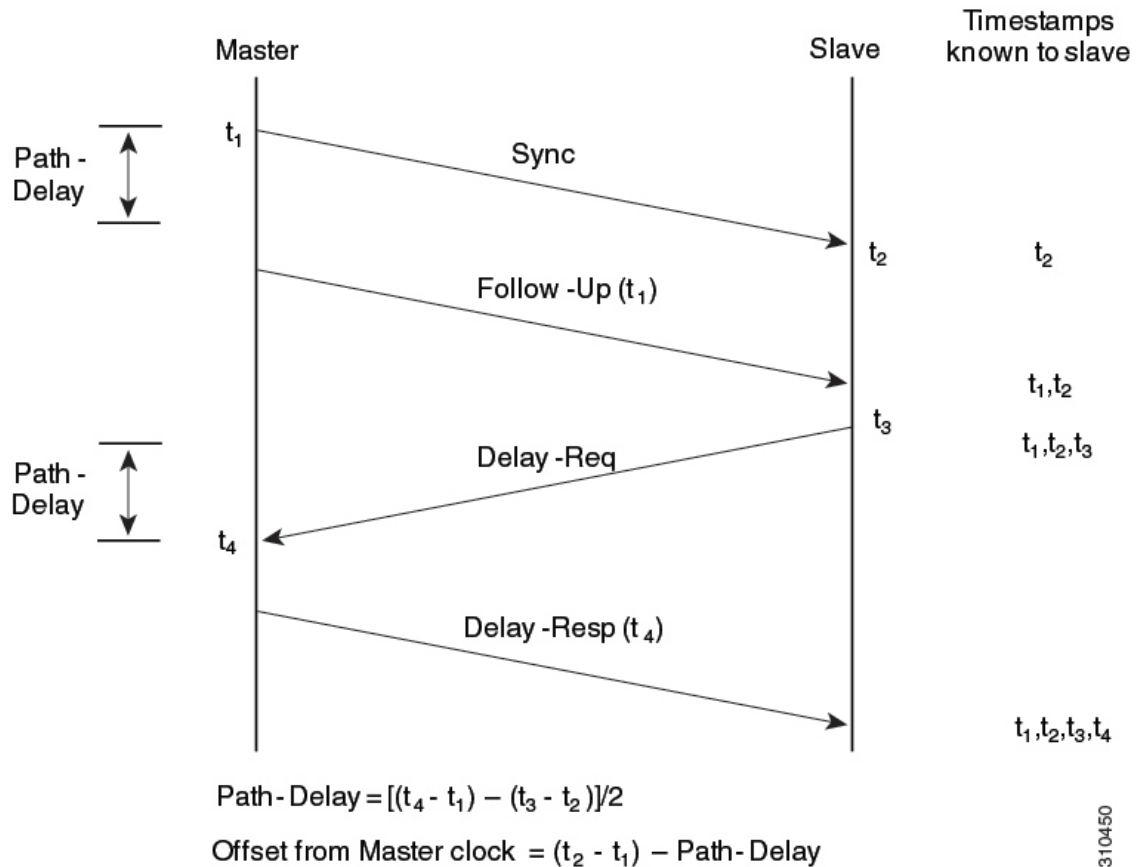 Timestamps
known to slave
Master
Slave
t₁
Path -
Delay
Sync
t₂
t₂
Follow -Up (t₁)
t₁,t₂
t₃
t₁,t₂,t₃
Delay -Req
Path -
Delay
t₄
Delay -Resp (t₄)
t₁,t₂,t₃,t₄
Path - Delay = [(t₄ - t₁) – (t₃ - t₂)]/2
Offset from Master clock = (t₂ - t₁) – Path - Delay
310450